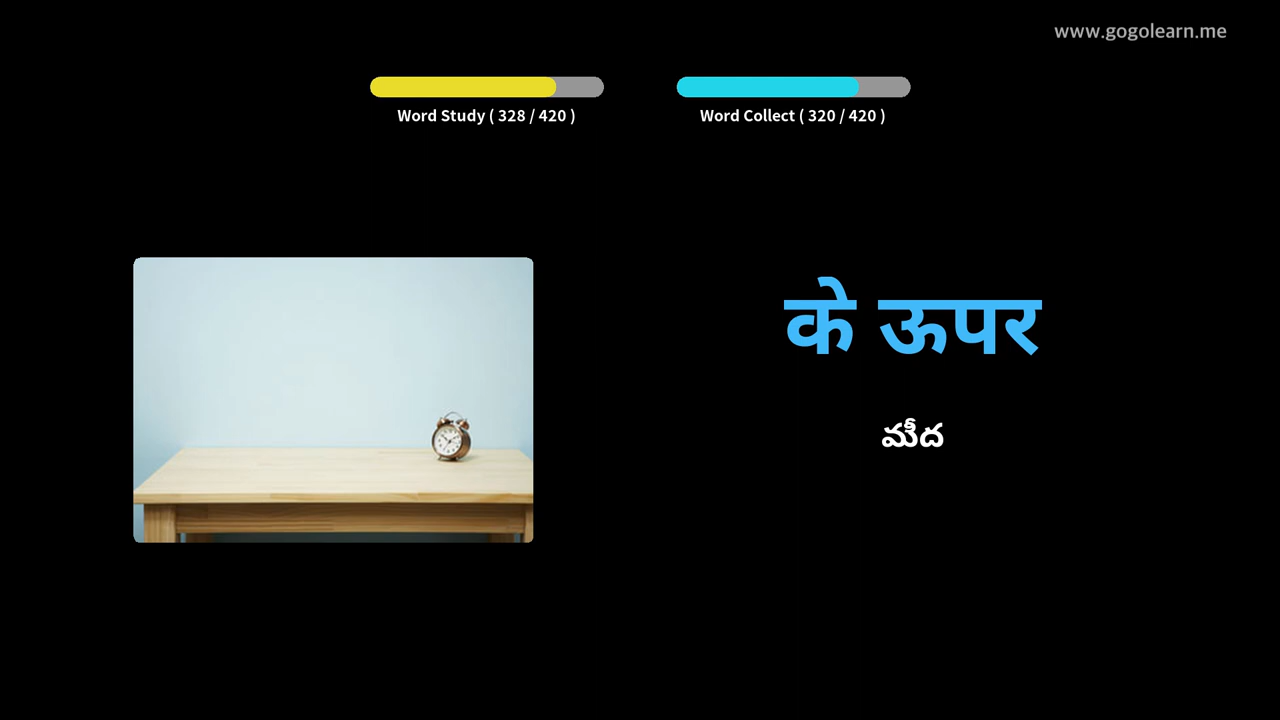 www.gogolearn.me
Word Study ( 328 / 420 )
Word Collect ( 320 / 420 )
के ऊपर
మీద